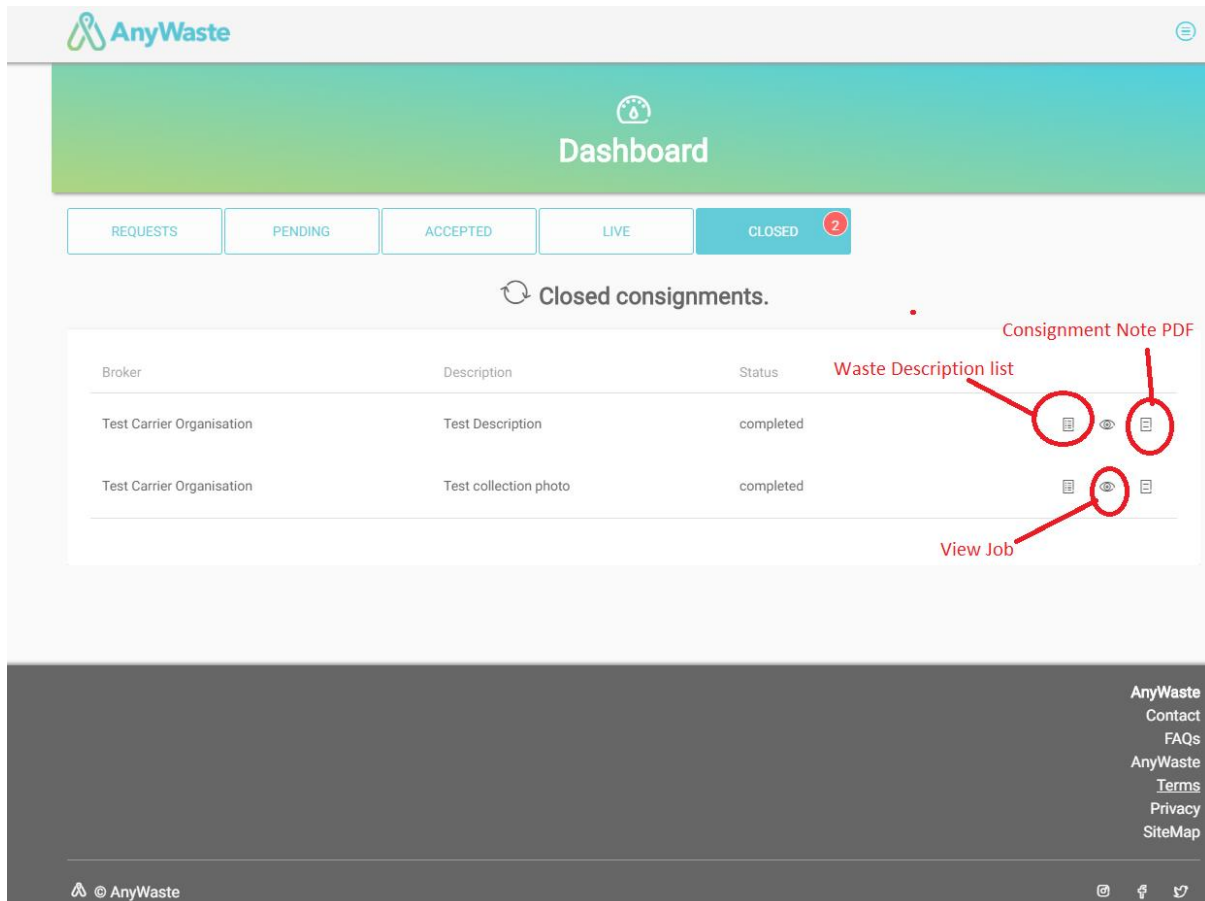 AnyWaste
Dashboard
REQUESTS PENDING ACCEPTED LIVE CLOSED 2
Closed consignments.
Consignment Note PDF
Waste Description list
Broker Description Status
Test Carrier Organisation Test Description completed
Test Carrier Organisation Test collection photo completed
View Job
AnyWaste
Contact
FAQs
AnyWaste
Terms
Privacy
SiteMap
© AnyWaste